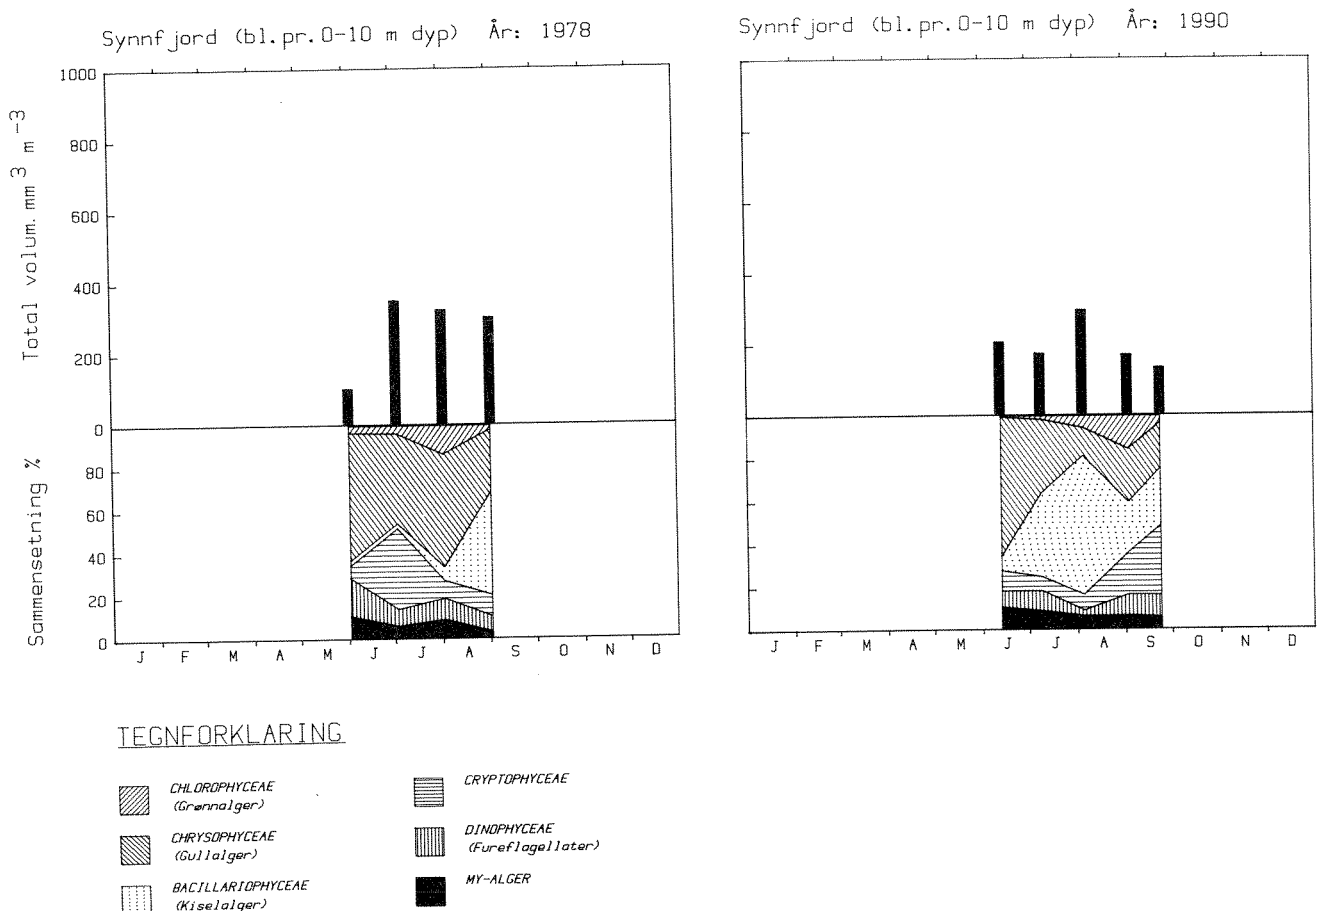 Synnfjord (bl.pr.0-10 m dyp) År: 1978
Synnfjord (bl.pr.0-10 m dyp) År: 1990
Total volum. mm 3 m -3
1000
800
600
400
200
0
Sammensetning %
80
60
40
20
0
J F M A M J J A S O N D
J F M A M J J A S O N D
TEGNFORKLARING
CHLOROPHYCEAE
(Grønnalger)
CHRYSOPHYCEAE
(Gullalger)
BACILLARIOPHYCEAE
(Kiselalger)
CRYPTOPHYCEAE
DINOPHYCEAE
(Fureflagellater)
MY-ALGER